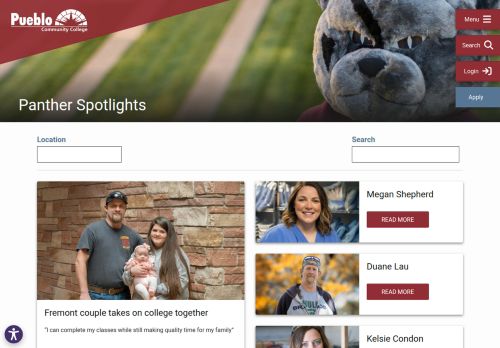 Pueblo
Community College
Menu
Search
Login
Apply
Panther Spotlights
Location
Search
Megan Shepherd
READ MORE
Duane Lau
READ MORE
Fremont couple takes on college together
"I can complete my classes while still making quality time for my family"
Kelsie Condon